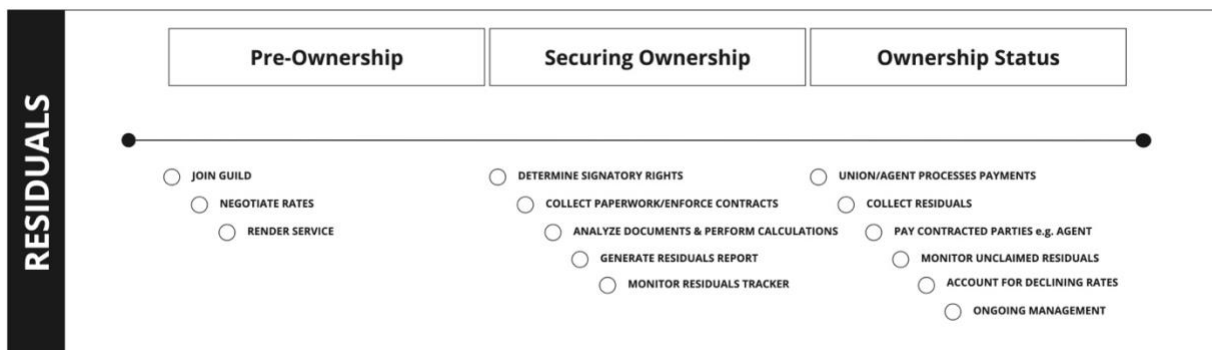 RESIDUALS
Pre-Ownership
Securing Ownership
Ownership Status
JOIN GUILD
NEGOTIATE RATES
RENDER SERVICE
DETERMINE SIGNATORY RIGHTS
COLLECT PAPERWORK/ENFORCE CONTRACTS
ANALYZE DOCUMENTS & PERFORM CALCULATIONS
GENERATE RESIDUALS REPORT
MONITOR RESIDUALS TRACKER
UNION/AGENT PROCESSES PAYMENTS
COLLECT RESIDUALS
PAY CONTRACTED PARTIES e.g. AGENT
MONITOR UNCLAIMED RESIDUALS
ACCOUNT FOR DECLINING RATES
ONGOING MANAGEMENT